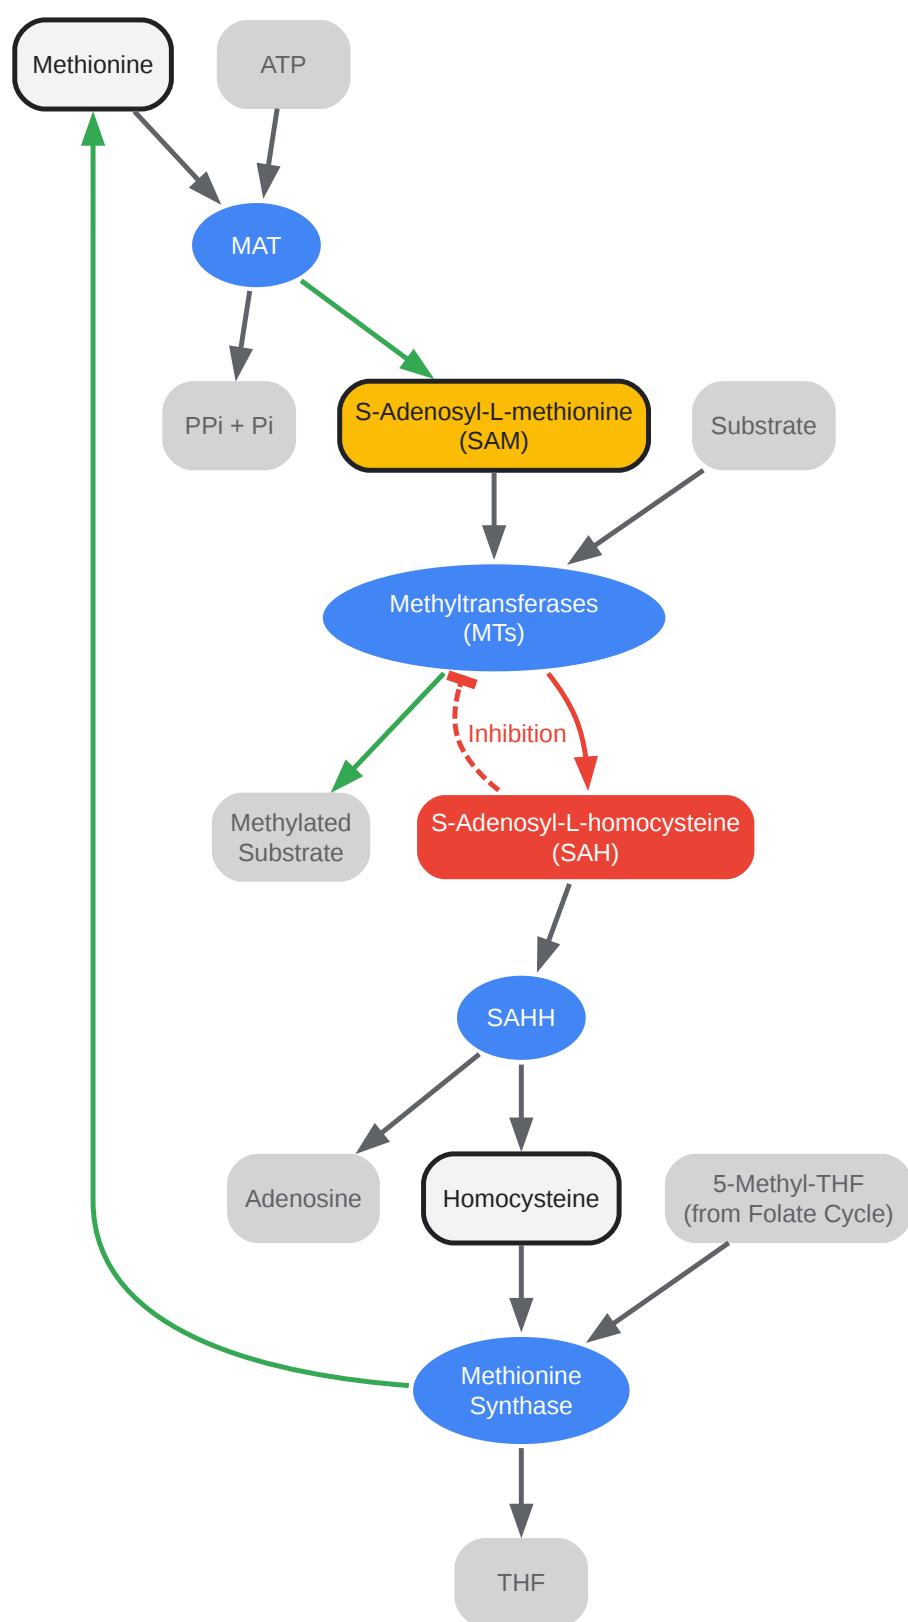 Methionine
ATP
MAT
PPi + Pi
S-Adenosyl-L-methionine
(SAM)
Substrate
Methyltransferases
(MTs)
Inhibition
Methylated
Substrate
S-Adenosyl-L-homocysteine
(SAH)
SAHH
Adenosine
Homocysteine
5-Methyl-THF
(from Folate Cycle)
Methionine
Synthase
THF